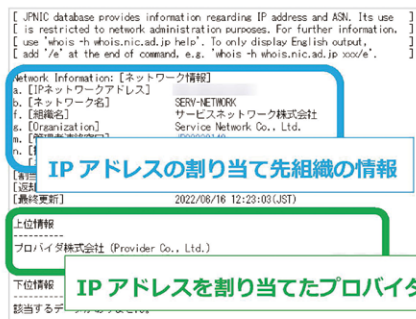 [ JPNIC database provides information regarding IP address and ASN. Its use ]
[ is restricted to network administration purposes. For further information, ]
[ use 'whois -h whois.nic.ad.jp help'. To only display English output, ]
[ add '/e' at the end of command, e.g. 'whois -h whois.nic.ad.jp xxx/e'. ]
Network Information: [ネットワーク情報]
a. [IPネットワークアドレス]
b. [ネットワーク名] SERV-NETWORK
f. [組織名] サービスネットワーク株式会社
g. [Organization] Service Network Co., Ltd.
m.
n.
IP アドレスの割り当て先組織の情報
[最終更新] 2022/06/16 12:23:03(JST)
上位情報
----------
プロバイダ株式会社 (Provider Co., Ltd.)
IP アドレスを割り当てたプロバイダ
下位情報
----------